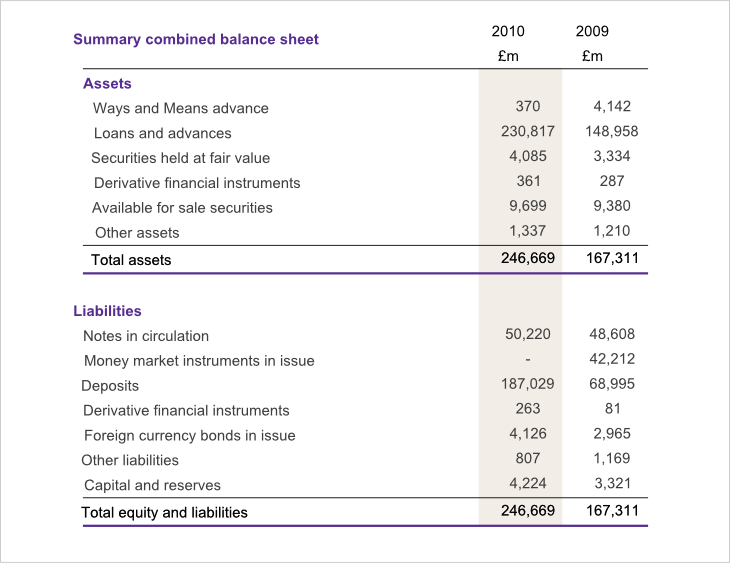 Summary combined balance sheet 2010 2009
£m £m
Assets
Ways and Means advance 370 4,142
Loans and advances 230,817 148,958
Securities held at fair value 4,085 3,334
Derivative financial instruments 361 287
Available for sale securities 9,699 9,380
Other assets 1,337 1,210
Total assets 246,669 167,311
Liabilities
Notes in circulation 50,220 48,608
Money market instruments in issue - 42,212
Deposits 187,029 68,995
Derivative financial instruments 263 81
Foreign currency bonds in issue 4,126 2,965
Other liabilities 807 1,169
Capital and reserves 4,224 3,321
Total equity and liabilities 246,669 167,311